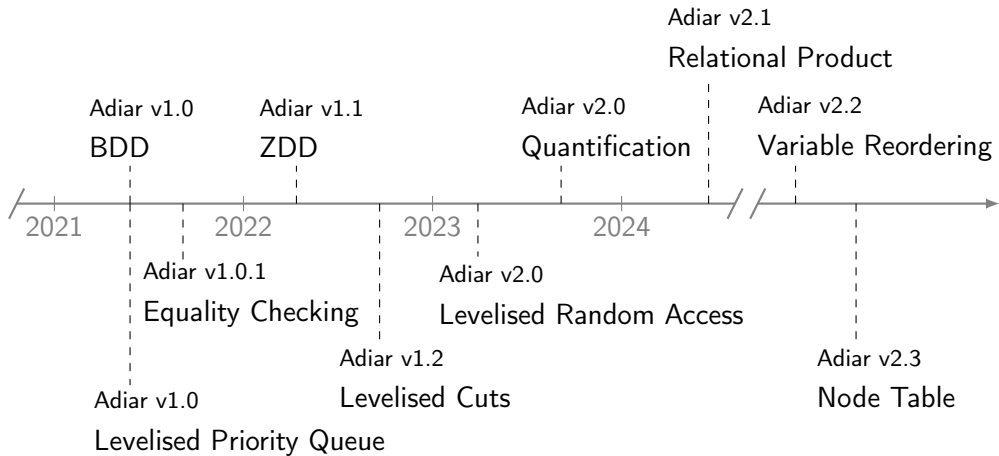 Adiar v2.1
Relational Product
Adiar v1.0
BDD
Adiar v1.1
ZDD
Adiar v2.0
Quantification
Adiar v2.2
Variable Reordering
2021
2022
2023
2024
Adiar v1.0.1
Equality Checking
Adiar v2.0
Levelised Random Access
Adiar v1.2
Levelised Cuts
Adiar v2.3
Node Table
Adiar v1.0
Levelised Priority Queue